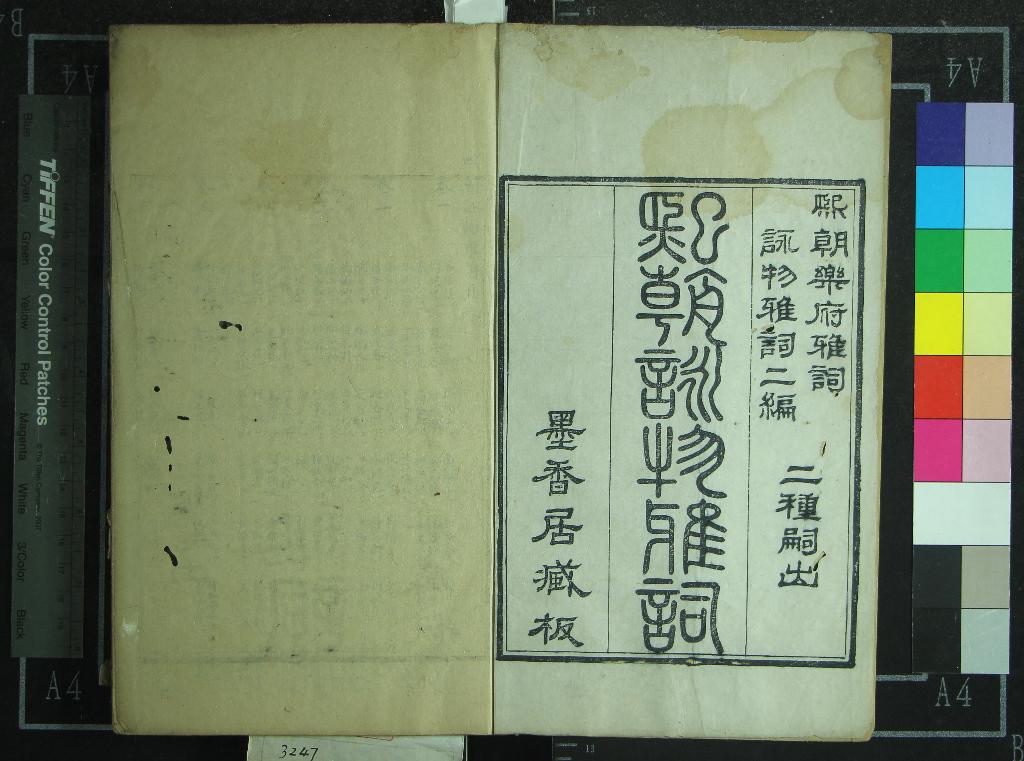 熙朝樂府雅詞
詠物雅詞二編
二種嗣出
熙朝詠物雅詞
墨香居藏板
3247
TIFFEN Color Control Patches
Blue Cyan Green Yellow Red Magenta White 3/Color Black
A4
A4
A4
A4
B
B
15
13